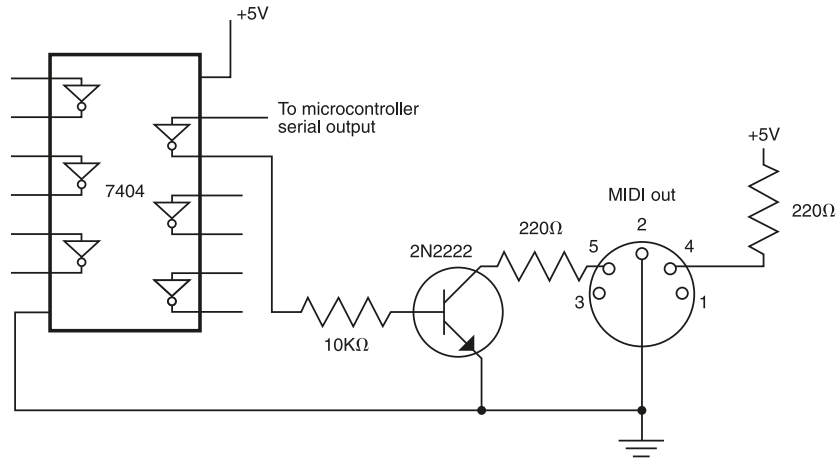 +5V
To microcontroller
serial output
7404
+5V
MIDI out
220Ω
2N2222
220Ω
5
2
4
3
1
10KΩ